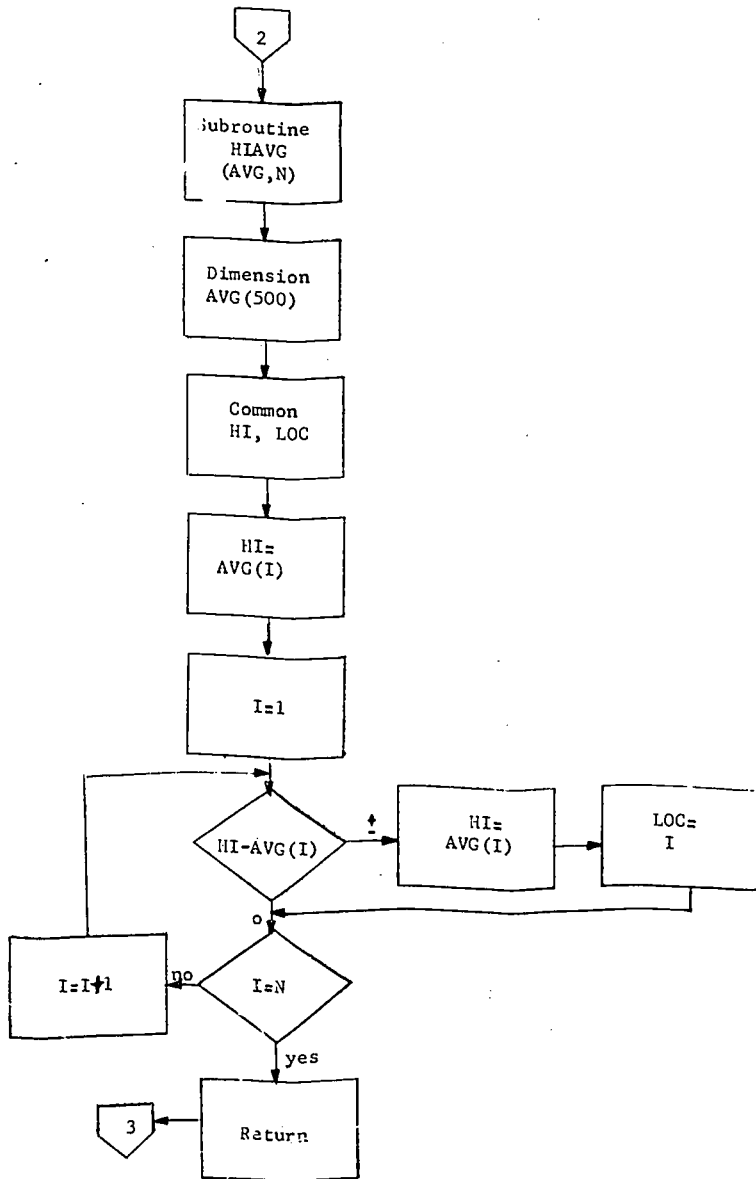 2
Subroutine
HIAVG
(AVG,N)
Dimension
AVG(500)
Common
HI, LOC
HI=
AVG(I)
I=1
HI-AVG(I)
±
HI=
AVG(I)
LOC=
I
o
I=I+1
no
I=N
yes
3
Return